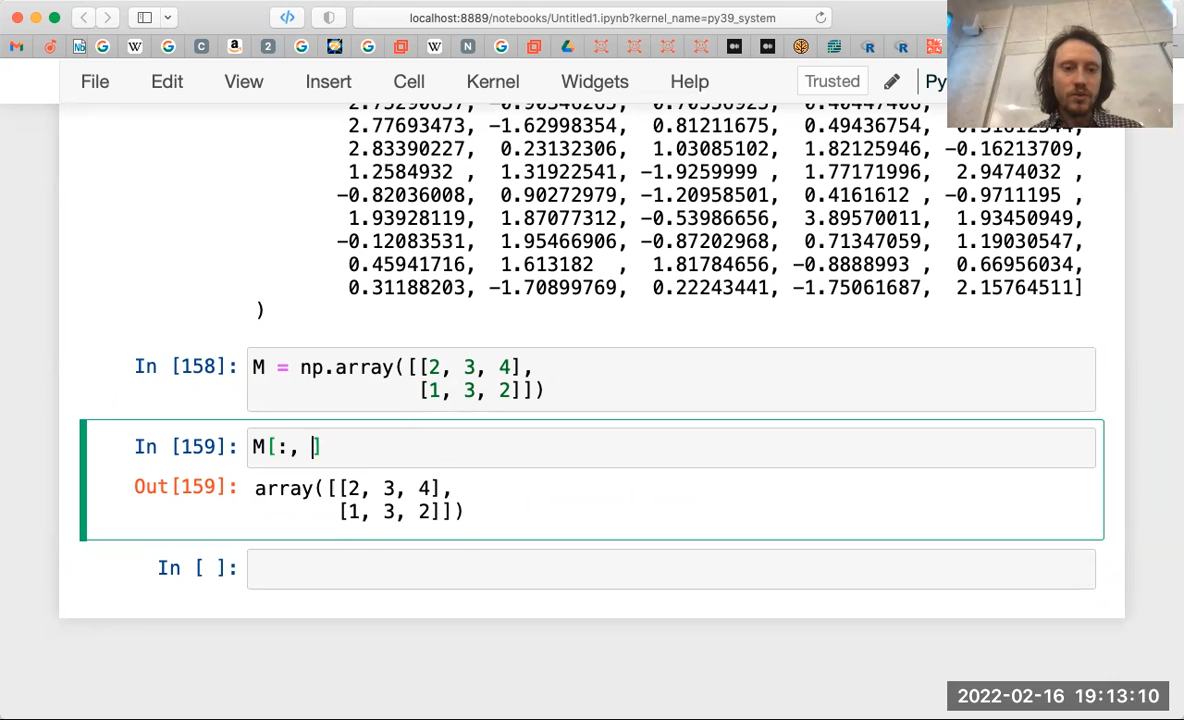 localhost:8889/notebooks/Untitled1.ipynb?kernel_name=py39_system
File Edit View Insert Cell Kernel Widgets Help Trusted Py
2.77693473, -1.62998354, 0.81211675, 0.49436754,
2.83390227, 0.23132306, 1.03085102, 1.82125946, -0.16213709,
1.2584932 , 1.31922541, -1.9259999 , 1.77171996, 2.9474032 ,
-0.82036008, 0.90272979, -1.20958501, 0.4161612 , -0.9711195 ,
1.93928119, 1.87077312, -0.53986656, 3.89570011, 1.93450949,
-0.12083531, 1.95466906, -0.87202968, 0.71347059, 1.19030547,
0.45941716, 1.613182 , 1.81784656, -0.8888993 , 0.66956034,
0.31188203, -1.70899769, 0.22243441, -1.75061687, 2.15764511]
)
In [158]: M = np.array([[2, 3, 4],
[1, 3, 2]])
In [159]: M[:, ]
Out[159]: array([[2, 3, 4],
[1, 3, 2]])
In [ ]:
2022-02-16 19:13:10